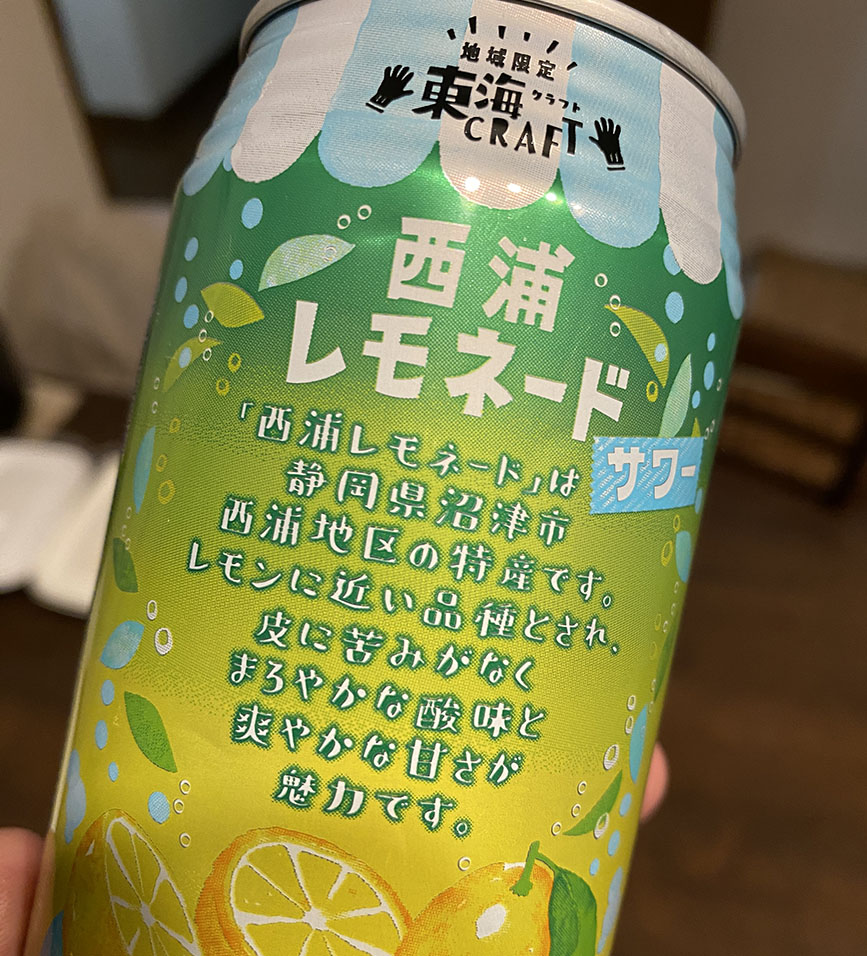 地域限定
東海クラフト
CRAFT
西浦
レモネード
サワー
「西浦レモネード」は
静岡県沼津市
西浦地区の特産です。
レモンに近い品種とされ、
皮に苦みがなく
まろやかな酸味と
爽やかな甘さが
魅力です。